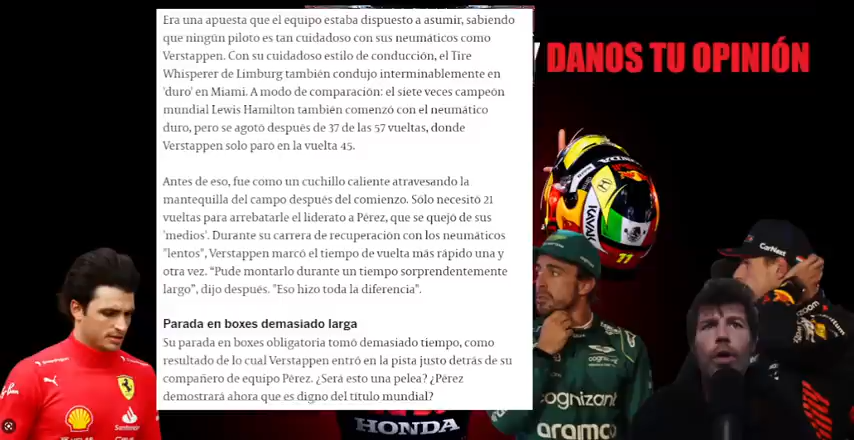 Era una apuesta que el equipo estaba dispuesto a asumir, sabiendo
que ningún piloto es tan cuidadoso con sus neumáticos como
Verstappen. Con su cuidadoso estilo de conducción, el Tire
Whisperer de Limburg también condujo interminablemente en
'duro' en Miami. A modo de comparación: el siete veces campeón
mundial Lewis Hamilton también comenzó con el neumático
duro, pero se agotó después de 37 de las 57 vueltas, donde
Verstappen solo paró en la vuelta 45.
Antes de eso, fue como un cuchillo caliente atravesando la
mantequilla del campo después del comienzo. Sólo necesitó 21
vueltas para arrebatarle el liderato a Pérez, que se quejó de sus
'medios'. Durante su carrera de recuperación con los neumáticos
"lentos", Verstappen marcó el tiempo de vuelta más rápido una y
otra vez. “Pude montarlo durante un tiempo sorprendentemente
largo”, dijo después. "Eso hizo toda la diferencia".
Parada en boxes demasiado larga
Su parada en boxes obligatoria tomó demasiado tiempo, como
resultado de lo cual Verstappen entró en la pista justo detrás de su
compañero de equipo Pérez. ¿Será esto una pelea? ¿Pérez
demostrará ahora que es digno del título mundial?
Y DANOS TU OPINIÓN
HONDA
KAVAK
11
CarNext
COGNIZANT
cognizant
aramco
HONDA
Santander